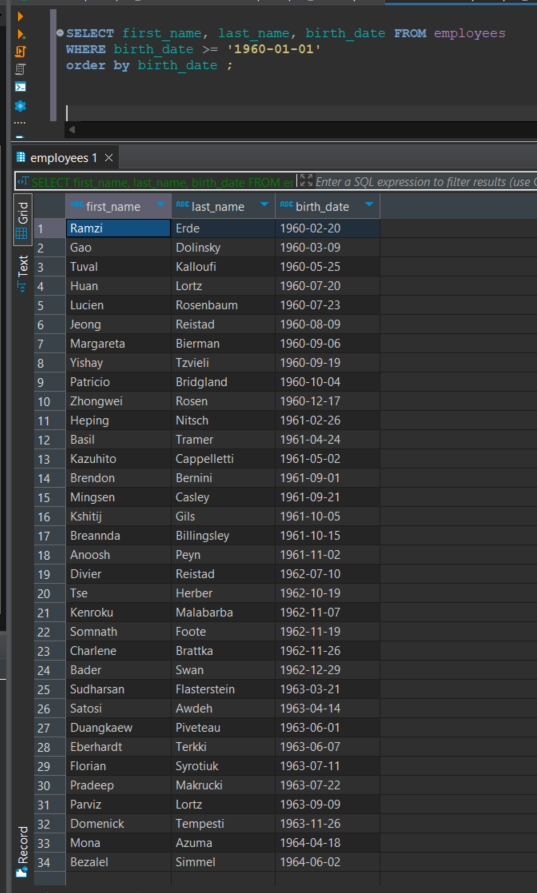 SELECT first_name, last_name, birth_date FROM employees
WHERE birth_date >= '1960-01-01'
order by birth_date ;
employees 1
SELECT first_name, last_name, birth_date FROM Enter a SQL expression to filter results (use
Grid
Text
Record
ABC first_name ABC last_name ABC birth_date
1 Ramzi Erde 1960-02-20
2 Gao Dolinsky 1960-03-09
3 Tuval Kalloufi 1960-05-25
4 Huan Lortz 1960-07-20
5 Lucien Rosenbaum 1960-07-23
6 Jeong Reistad 1960-08-09
7 Margareta Bierman 1960-09-06
8 Yishay Tzvieli 1960-09-19
9 Patricio Bridgland 1960-10-04
10 Zhongwei Rosen 1960-12-17
11 Heping Nitsch 1961-02-26
12 Basil Tramer 1961-04-24
13 Kazuhito Cappelletti 1961-05-02
14 Brendon Bernini 1961-09-01
15 Mingsen Casley 1961-09-21
16 Kshitij Gils 1961-10-05
17 Breannda Billingsley 1961-10-15
18 Anoosh Peyn 1961-11-02
19 Divier Reistad 1962-07-10
20 Tse Herber 1962-10-19
21 Kenroku Malabarba 1962-11-07
22 Somnath Foote 1962-11-19
23 Charlene Brattka 1962-11-26
24 Bader Swan 1962-12-29
25 Sudharsan Flasterstein 1963-03-21
26 Satosi Awdeh 1963-04-14
27 Duangkaew Piveteau 1963-06-01
28 Eberhardt Terkki 1963-06-07
29 Florian Syrotiuk 1963-07-11
30 Pradeep Makrucki 1963-07-22
31 Parviz Lortz 1963-09-09
32 Domenick Tempesti 1963-11-26
33 Mona Azuma 1964-04-18
34 Bezalel Simmel 1964-06-02